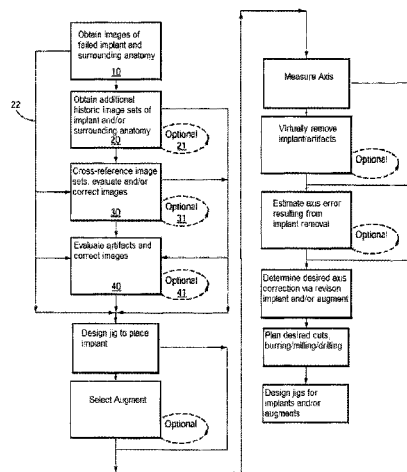 Obtain images of
failed implant and
surrounding anatomy
10
22
Obtain additional
historic image sets of
implant and/or
surrounding anatomy
20
Optional
21
Cross-reference image
sets, evaluate and/or
correct images
30
Optional
31
Evaluate artifacts and
correct images
40
Optional
41
Design jig to place
implant
Select Augment
Optional
Measure Axis
Virtually remove
implant/artifacts
Optional
Estimate axis error
resulting from
implant removal
Optional
Determine desired axis
correction via revison
implant and/or augment
Plan desired cuts,
burring/milling/drilling
Design jigs for
implants and/or
augments